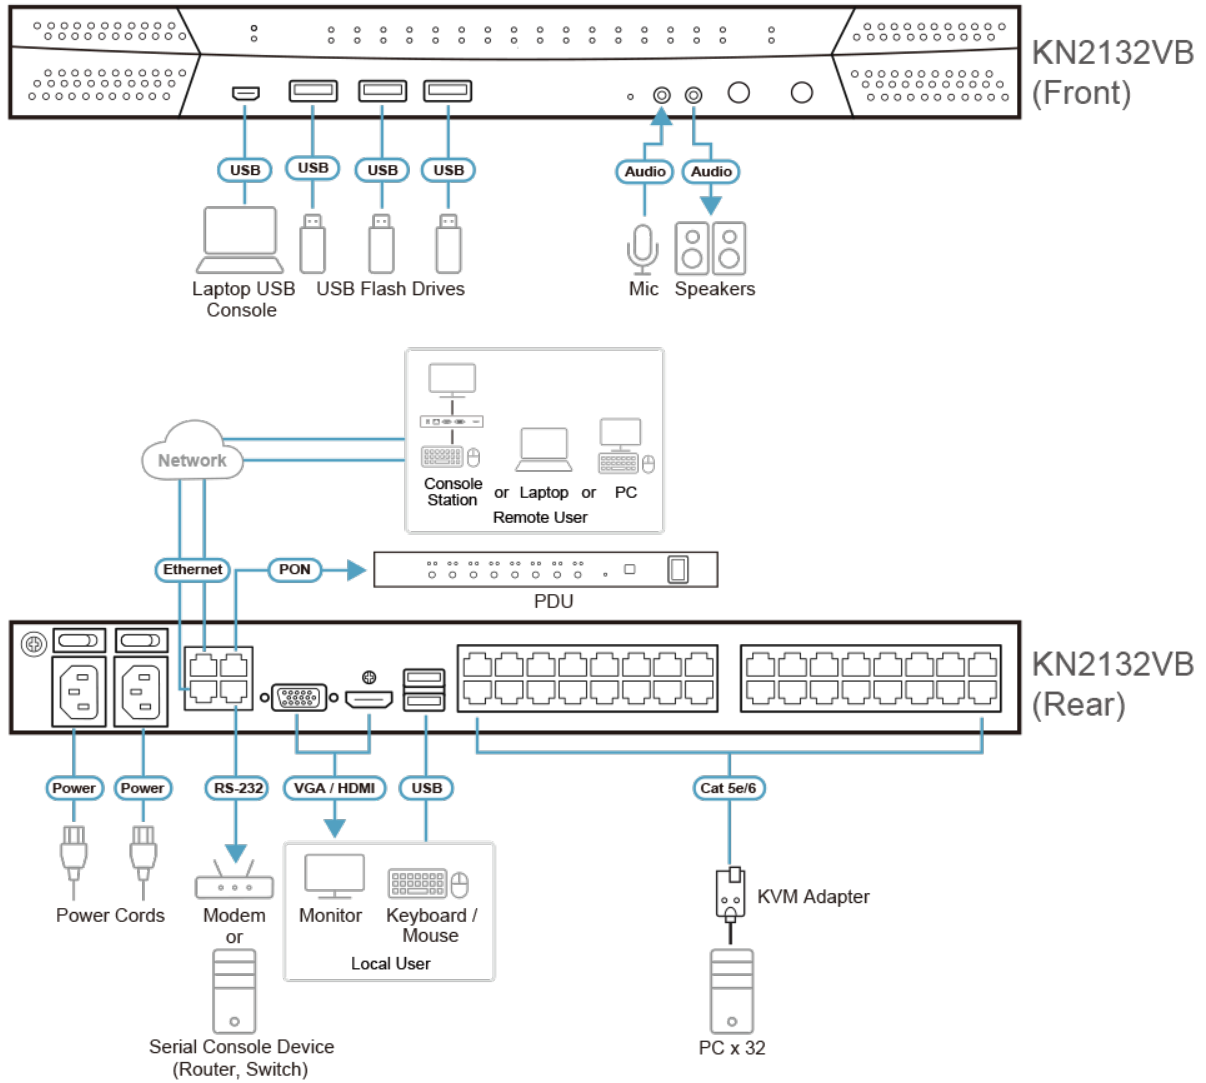 KN2132VB
(Front)
USB
USB
USB
USB
Audio
Audio
Laptop USB
Console
USB Flash Drives
Mic
Speakers
Network
Console
Station
or
Laptop
or
PC
Remote User
Ethernet
PON
PDU
KN2132VB
(Rear)
Power
Power
RS-232
VGA / HDMI
USB
Cat 5e/6
Power Cords
Modem
or
Serial Console Device
(Router, Switch)
Monitor
Keyboard /
Mouse
Local User
KVM Adapter
PC x 32